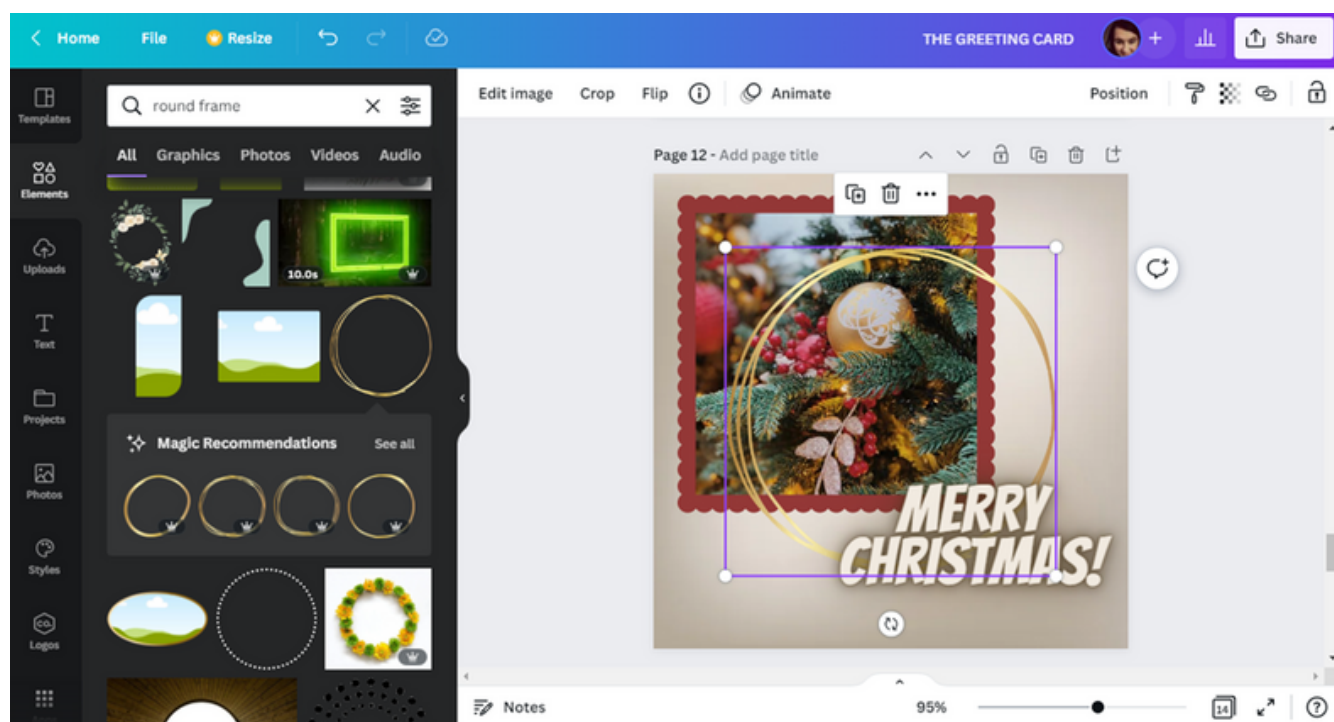 Home File Resize THE GREETING CARD + Share
Templates
Elements
Uploads
Text
Projects
Photos
Styles
CO.
Logos
round frame
All Graphics Photos Videos Audio
10.0s
Magic Recommendations See all
Edit image Crop Flip Animate Position
Page 12 - Add page title
MERRY
CHRISTMAS!
Notes 95% 14 ?